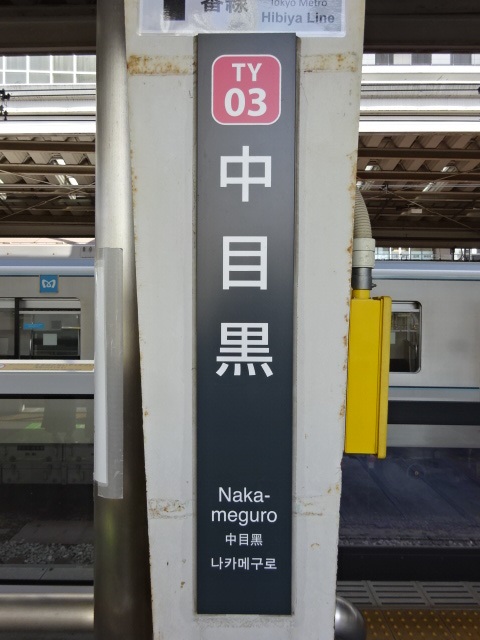 番線
Tokyo Metro
Hibiya Line
TY
03
中目黒
Naka-
meguro
中目黒
나카메구로